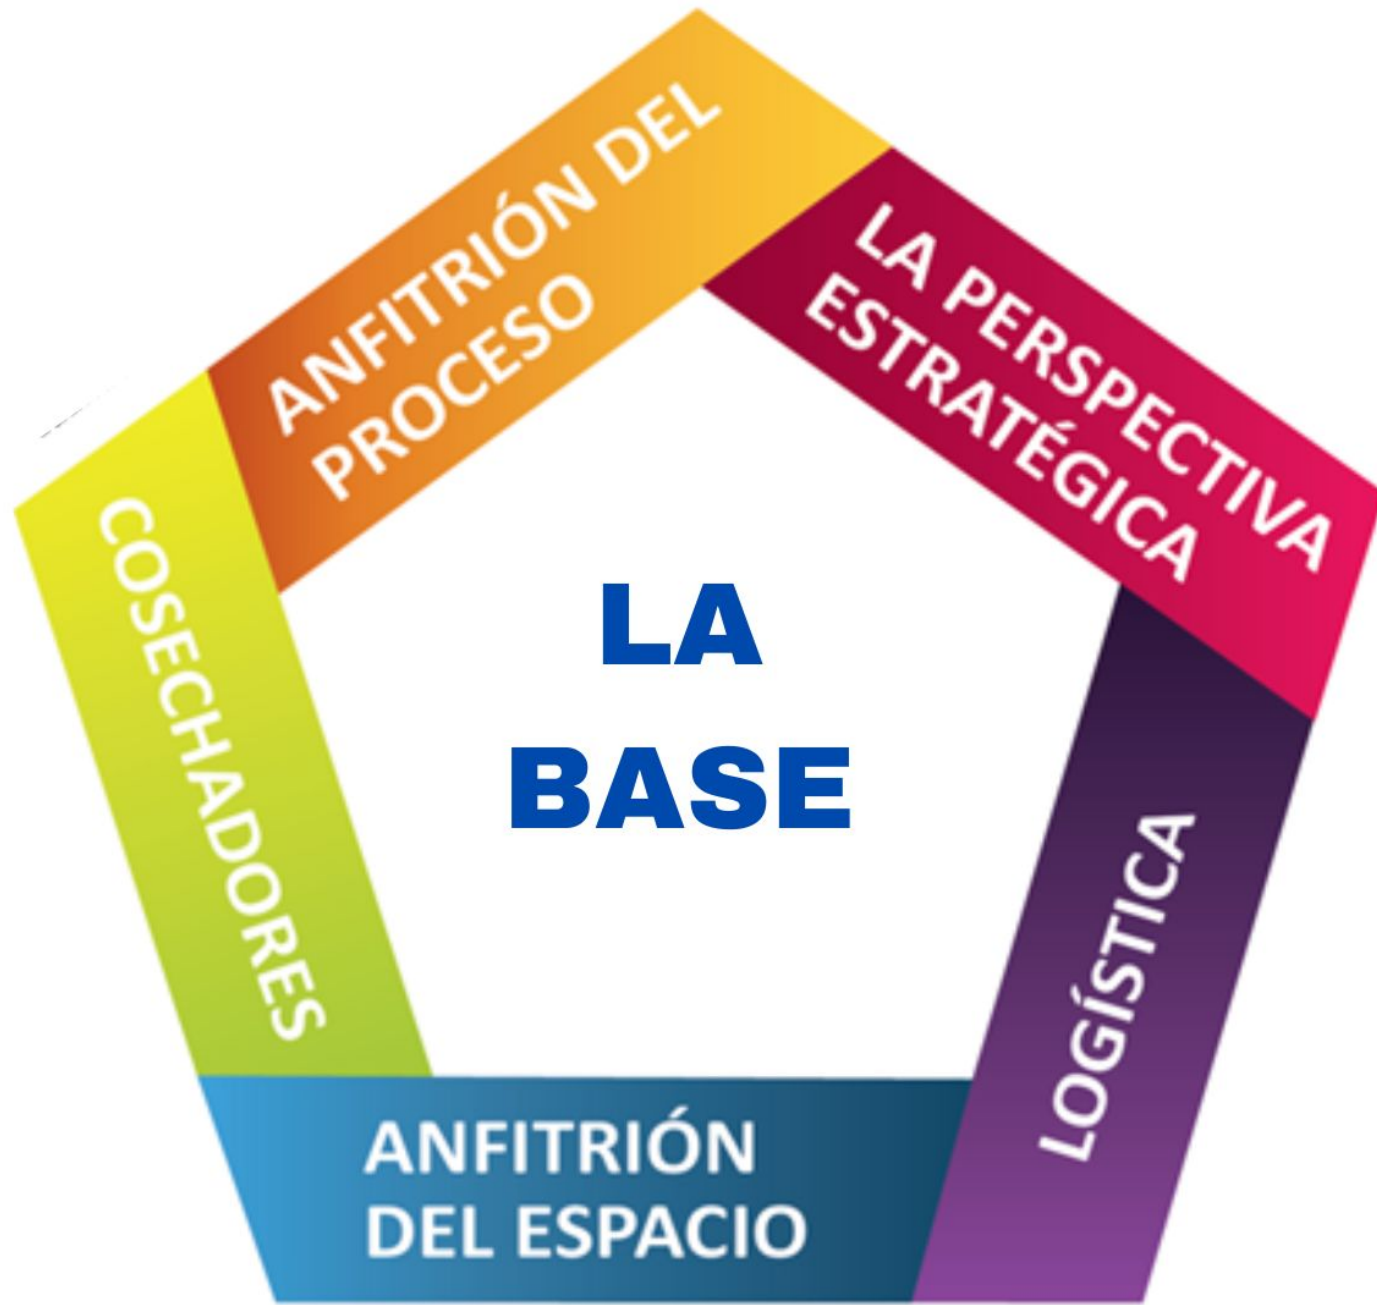 ANFITRIÓN DEL
PROCESO
LA PERSPECTIVA
ESTRATÉGICA
COSECHADORES
LA
BASE
LOGÍSTICA
ANFITRIÓN
DEL ESPACIO